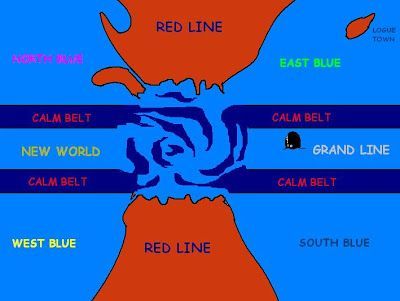 RED LINE
NORTH BLUE
EAST BLUE
LOGUE
TOWN
CALM BELT
CALM BELT
NEW WORLD
GRAND LINE
CALM BELT
CALM BELT
WEST BLUE
RED LINE
SOUTH BLUE